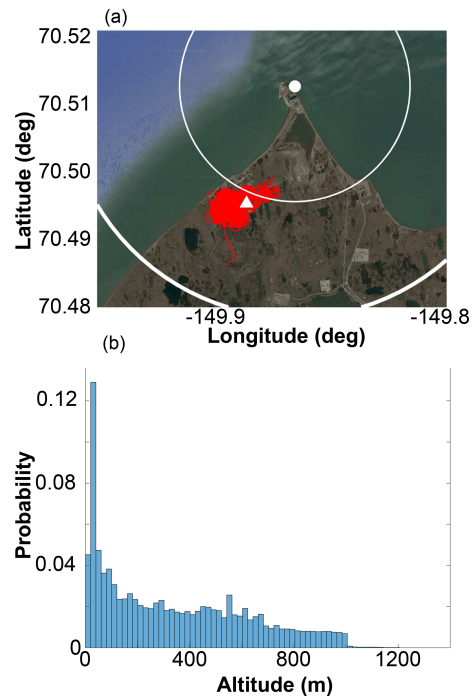 (a)
70.52
70.51
70.50
70.49
70.48
Latitude (deg)
-149.9 -149.8
Longitude (deg)
(b)
0.12
0.08
0.04
0
Probability
0 400 800 1200
Altitude (m)